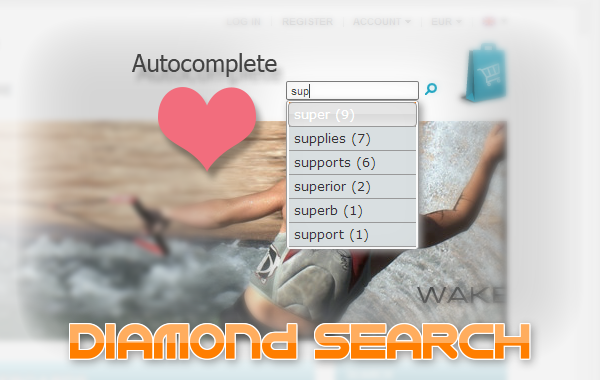 LOG IN | REGISTER | ACCOUNT | EUR
Autocomplete
sup
super (9)
supplies (7)
supports (6)
superior (2)
superb (1)
support (1)
WAKE
DIAMOND SEARCH